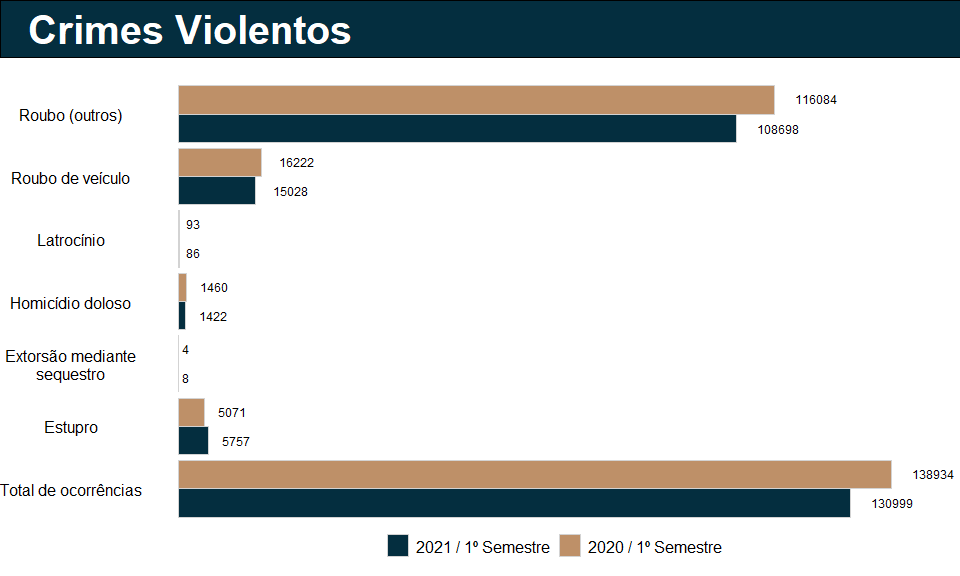 Crimes Violentos
Roubo (outros)
116084
108698
Roubo de veículo
16222
15028
Latrocínio
93
86
Homicídio doloso
1460
1422
Extorsão mediante
sequestro
4
8
Estupro
5071
5757
Total de ocorrências
138934
130999
2021 / 1º Semestre
2020 / 1º Semestre